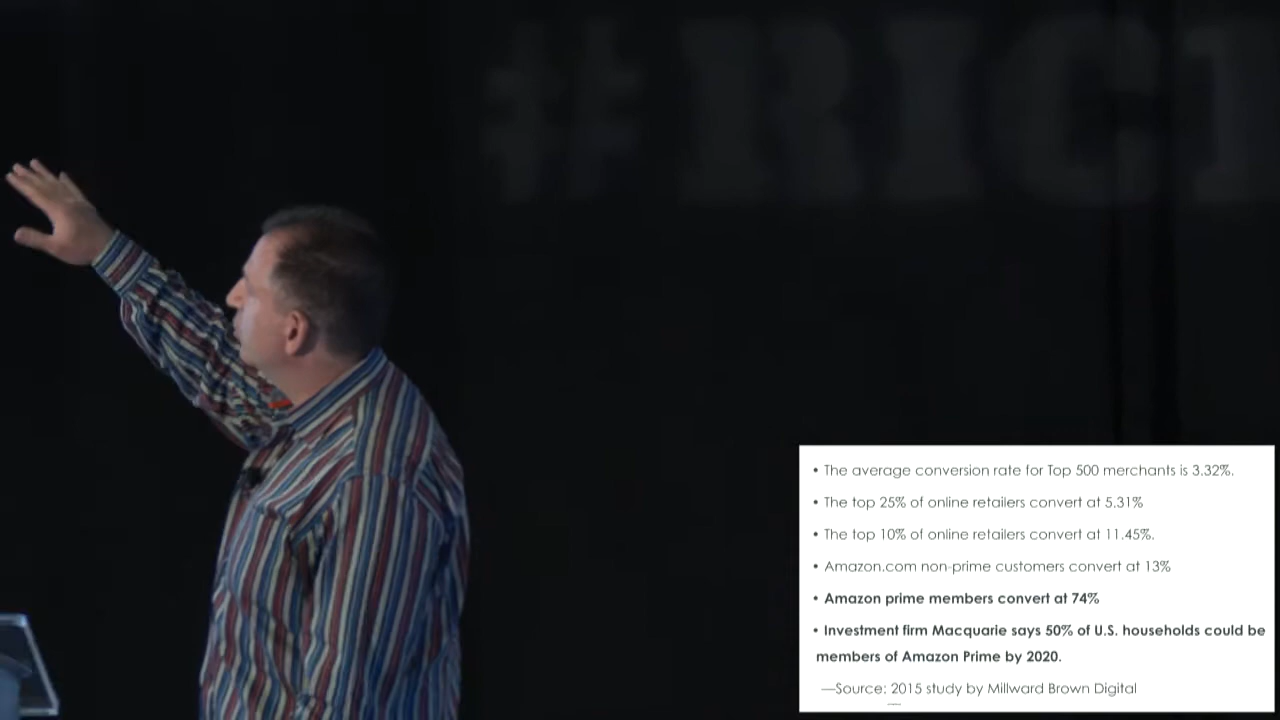 #RIC
• The average conversion rate for Top 500 merchants is 3.32%.
• The top 25% of online retailers convert at 5.31%
• The top 10% of online retailers convert at 11.45%.
• Amazon.com non-prime customers convert at 13%
• Amazon prime members convert at 74%
• Investment firm Macquarie says 50% of U.S. households could be
members of Amazon Prime by 2020.
—Source: 2015 study by Millward Brown Digital